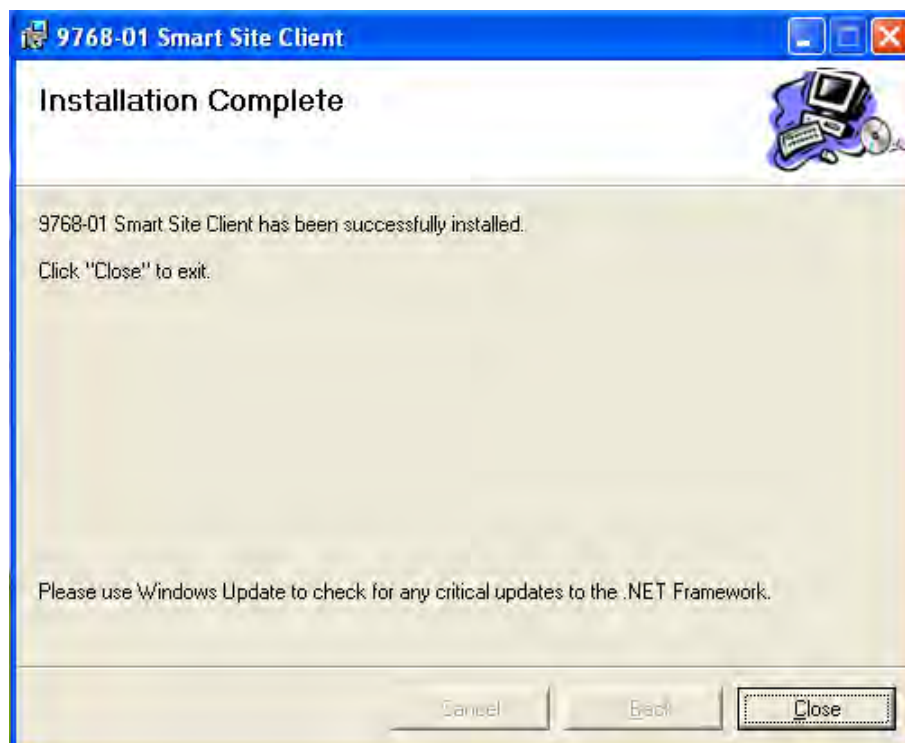 9768-01 Smart Site Client
Installation Complete
9768-01 Smart Site Client has been successfully installed.
Click "Close" to exit.
Please use Windows Update to check for any critical updates to the .NET Framework.
Cancel
Back
Close